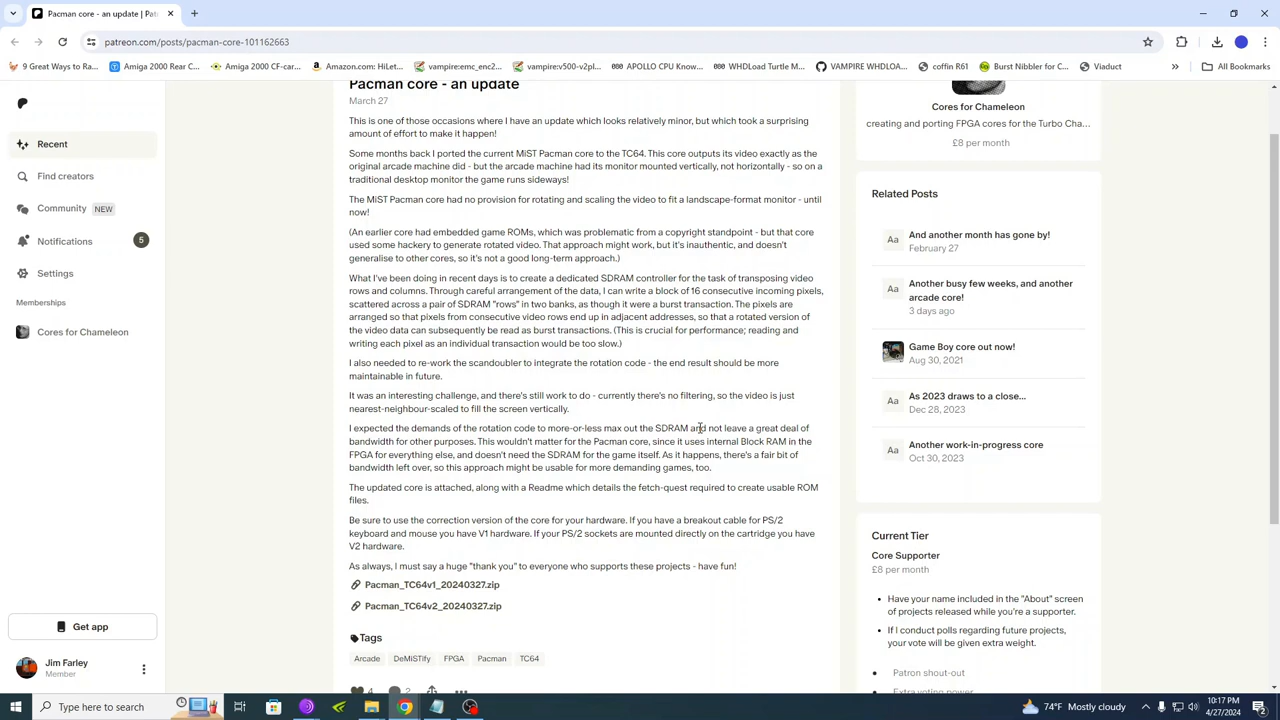 Pacman core - an update | Pat
patreon.com/posts/pacman-core-101162663
9 Great Ways to Ra...
Amiga 2000 Rear C...
Amiga 2000 CF-car...
Amazon.com: HiLet...
vampire:emc_enc2...
vampire:v500-v2pl...
APOLLO CPU Know...
WHDLoad Turtle M...
VAMPIRE WHDLOA...
coffin R61
Burst Nibbler for C...
Viaduct
»
All Bookmarks
Recent
Find creators
Community NEW
Notifications 5
Settings
Memberships
Cores for Chameleon
Get app
Jim Farley
Member
Pacman core - an update
March 27
This is one of those occasions where I have an update which looks relatively minor, but which took a surprising
amount of effort to make it happen!
Some months back I ported the current MiST Pacman core to the TC64. This core outputs its video exactly as the
original arcade machine did - but the arcade machine had its monitor mounted vertically, not horizontally - so on a
traditional desktop monitor the game runs sideways!
The MiST Pacman core had no provision for rotating and scaling the video to fit a landscape-format monitor - until
now!
(An earlier core had embedded game ROMs, which was problematic from a copyright standpoint - but that core
used some hackery to generate rotated video. That approach might work, but it's inauthentic, and doesn't
generalise to other cores, so it's not a good long-term approach.)
What I've been doing in recent days is to create a dedicated SDRAM controller for the task of transposing video
rows and columns. Through careful arrangement of the data, I can write a block of 16 consecutive incoming pixels,
scattered across a pair of SDRAM "rows" in two banks, as though it were a burst transaction. The pixels are
arranged so that pixels from consecutive video rows end up in adjacent addresses, so that a rotated version of
the video data can subsequently be read as burst transactions. (This is crucial for performance; reading and
writing each pixel as an individual transaction would be too slow.)
I also needed to re-work the scandoubler to integrate the rotation code - the end result should be more
maintainable in future.
It was an interesting challenge, and there's still work to do - currently there's no filtering, so the video is just
nearest-neighbour-scaled to fill the screen vertically.
I expected the demands of the rotation code to more-or-less max out the SDRAM and not leave a great deal of
bandwidth for other purposes. This wouldn't matter for the Pacman core, since it uses internal Block RAM in the
FPGA for everything else, and doesn't need the SDRAM for the game itself. As it happens, there's a fair bit of
bandwidth left over, so this approach might be usable for more demanding games, too.
The updated core is attached, along with a Readme which details the fetch-quest required to create usable ROM
files.
Be sure to use the correction version of the core for your hardware. If you have a breakout cable for PS/2
keyboard and mouse you have V1 hardware. If your PS/2 sockets are mounted directly on the cartridge you have
V2 hardware.
As always, I must say a huge "thank you" to everyone who supports these projects - have fun!
Pacman_TC64v1_20240327.zip
Pacman_TC64v2_20240327.zip
Tags
Arcade
DeMiSTify
FPGA
Pacman
TC64
4
2
Cores for Chameleon
creating and porting FPGA cores for the Turbo Cha...
£8 per month
Related Posts
Aa
And another month has gone by!
February 27
Aa
Another busy few weeks, and another
arcade core!
3 days ago
Game Boy core out now!
Aug 30, 2021
Aa
As 2023 draws to a close...
Dec 28, 2023
Aa
Another work-in-progress core
Oct 30, 2023
Current Tier
Core Supporter
£8 per month
Have your name included in the "About" screen
of projects released while you're a supporter.
If I conduct polls regarding future projects,
your vote will be given extra weight.
Patron shout-out
Extra voting power
Type here to search
74°F Mostly cloudy
10:17 PM
4/27/2024
2